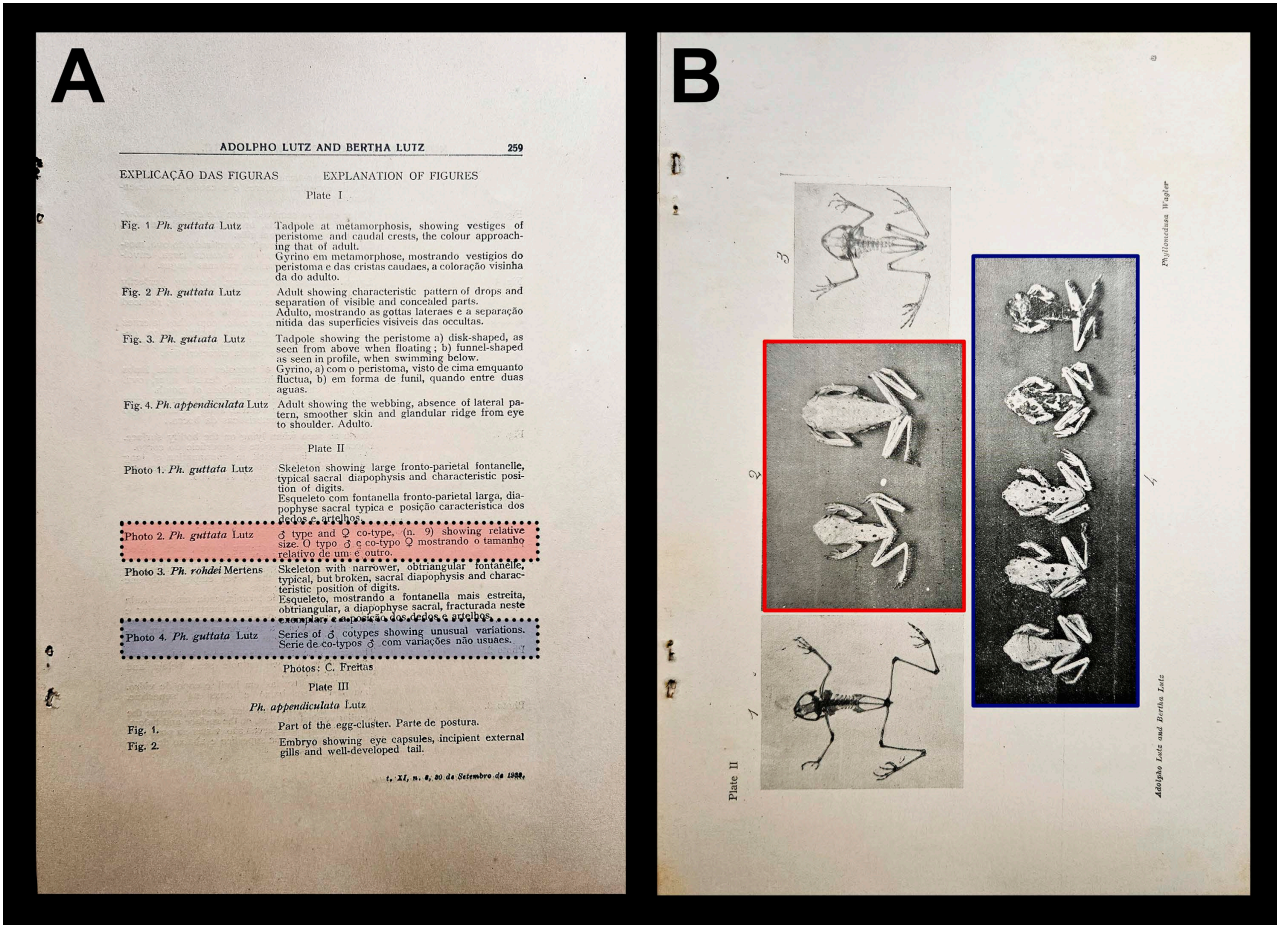 A
ADOLPHO LUTZ AND BERTHA LUTZ 259
EXPLICAÇÃO DAS FIGURAS EXPLANATION OF FIGURES
Plate I
Fig. 1 Ph. guttata Lutz Tadpole at metamorphosis, showing vestiges of
peristome and caudal crests, the colour approach-
ing that of adult.
Gyrino em metamorphose, mostrando vestigios do
peristoma e das cristas caudaes, a coloração visinha
da do adulto.
Fig. 2 Ph. guttata Lutz Adult showing characteristic pattern of drops and
separation of visible and concealed parts.
Adulto, mostrando as gottas lateraes e a separação
nitida das superficies visiveis das occultas.
Fig. 3. Ph. guttata Lutz Tadpole showing the peristome a) disk-shaped, as
seen from above when floating; b) funnel-shaped
as seen in profile, when swimming below.
Gyrino, a) com o peristoma, visto de cima emquanto
fluctua, b) em forma de funil, quando entre duas
aguas.
Fig. 4. Ph. appendiculata Lutz Adult showing the webbing, absence of lateral pa-
tern, smoother skin and glandular ridge from eye
to shoulder. Adulto.
Plate II
Photo 1. Ph. guttata Lutz Skeleton showing large fronto-parietal fontanelle,
typical sacral diapophysis and characteristic posi-
tion of digits.
Esqueleto com fontanella fronto-parietal larga, dia-
pophyse sacral typica e posição caracteristica dos
dedos e artelhos.
Photo 2. Ph. guttata Lutz ♂ type and ♀ co-type, (n. 9) showing relative
size. O typo ♂ e co-typo ♀ mostrando o tamanho
relativo de um e outro.
Photo 3. Ph. rohdei Mertens Skeleton with narrower, obtriangular fontanelle,
typical, but broken, sacral diapophysis and charac-
teristic position of digits.
Esqueleto, mostrando a fontanella mais estreita,
obtriangular, a diapophyse sacral, fracturada neste
exemplar, e a posição dos dedos e artelhos.
Photo 4. Ph. guttata Lutz Series of ♂ cotypes showing unusual variations.
Serie de co-typos ♂ com variações não usuaes.
Photos: C. Freitas
Plate III
Ph. appendiculata Lutz
Fig. 1. Part of the egg-cluster. Parte de postura.
Fig. 2. Embryo showing eye capsules, incipient external
gills and well-developed tail.
t. XI, n. 8, 30 de Setembro de
B
Plate II
1
2
3
4
Adolpho Lutz and Bertha Lutz
Phyllomedusa Wagler